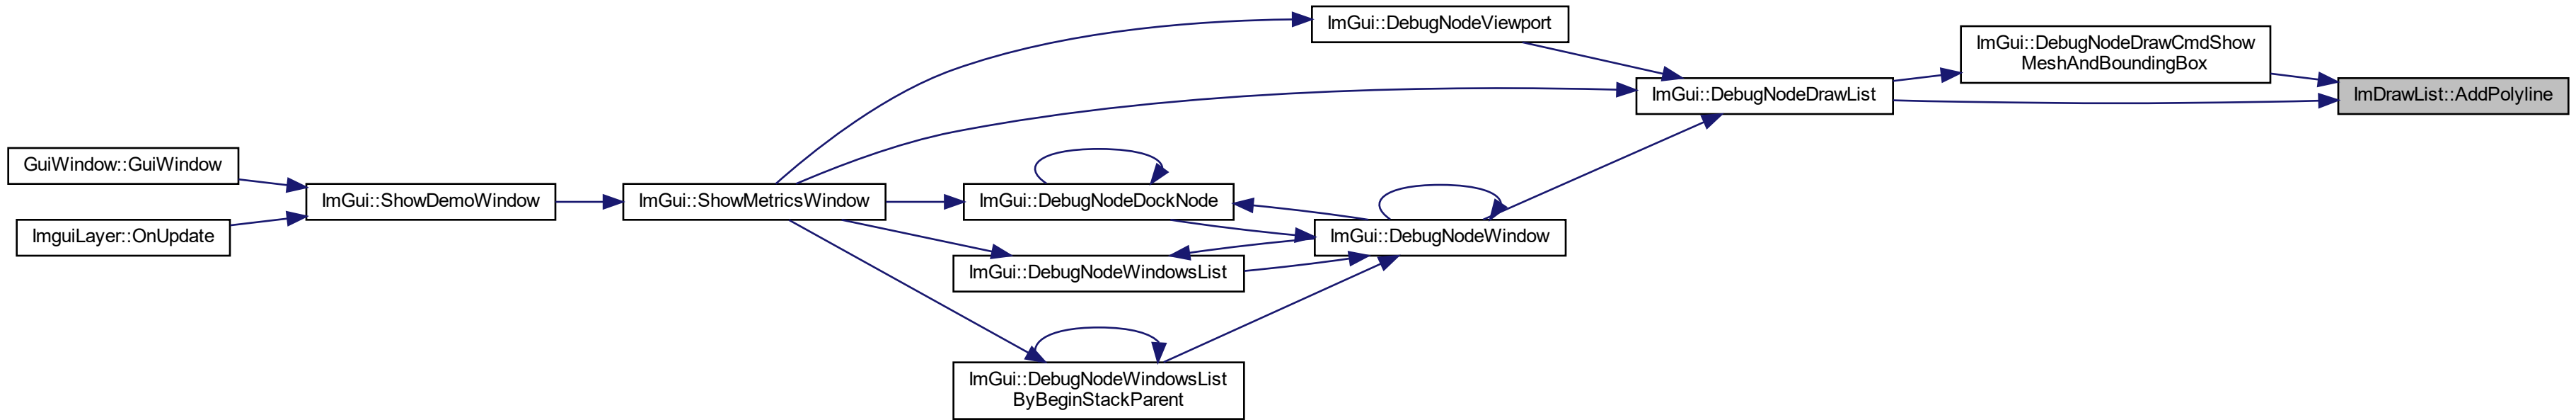 ImGui::DebugNodeViewport
ImGui::DebugNodeDrawCmdShow
MeshAndBoundingBox
ImGui::DebugNodeDrawList
ImDrawList::AddPolyline
GuiWindow::GuiWindow
ImGui::ShowDemoWindow
ImGui::ShowMetricsWindow
ImGui::DebugNodeDockNode
ImguiLayer::OnUpdate
ImGui::DebugNodeWindow
ImGui::DebugNodeWindowsList
ImGui::DebugNodeWindowsList
ByBeginStackParent